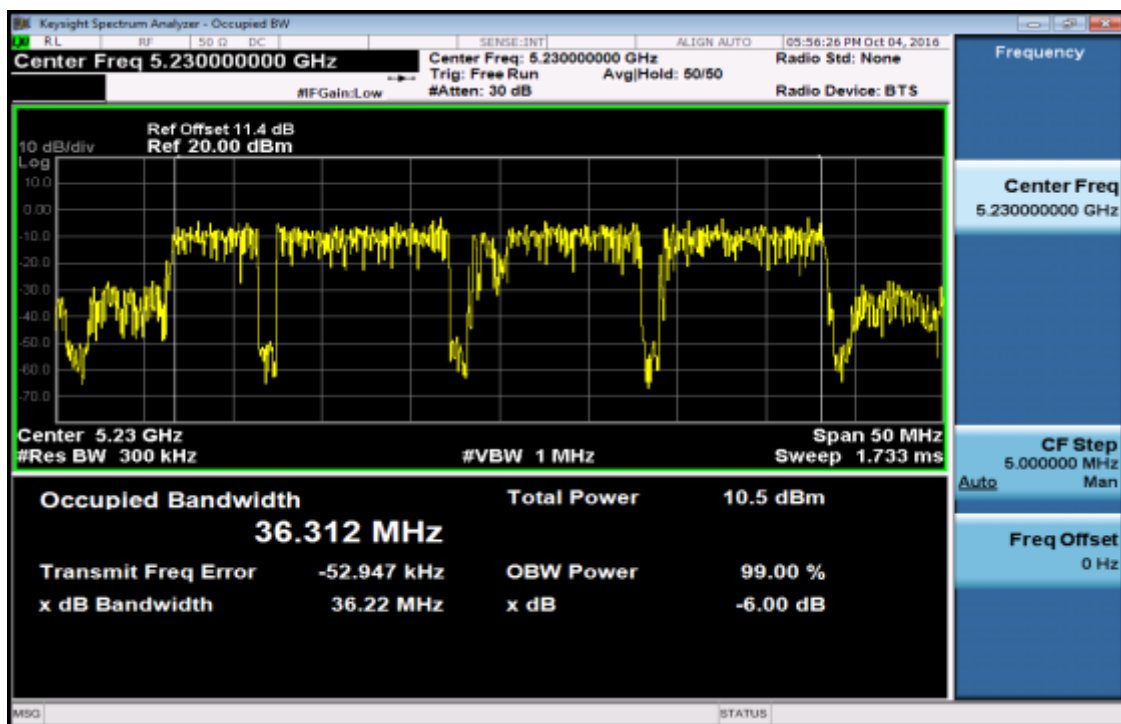 Keysight Spectrum Analyzer - Occupied BW
LXI RL RF 50 Ω DC SENSE:INT ALIGN AUTO 05:56:26 PM Oct 04, 2016
Center Freq 5.230000000 GHz
Center Freq: 5.230000000 GHz Radio Std: None
Trig: Free Run Avg|Hold: 50/50
#IFGain:Low #Atten: 30 dB Radio Device: BTS
Ref Offset 11.4 dB
10 dB/div Ref 20.00 dBm
Log
10.0
0.00
-10.0
-20.0
-30.0
-40.0
-50.0
-60.0
-70.0
Center 5.23 GHz Span 50 MHz
#Res BW 300 kHz #VBW 1 MHz Sweep 1.733 ms
Occupied Bandwidth Total Power 10.5 dBm
36.312 MHz
Transmit Freq Error -52.947 kHz OBW Power 99.00 %
x dB Bandwidth 36.22 MHz x dB -6.00 dB
MSG STATUS
Frequency
Center Freq
5.230000000 GHz
CF Step
5.000000 MHz
Auto Man
Freq Offset
0 Hz